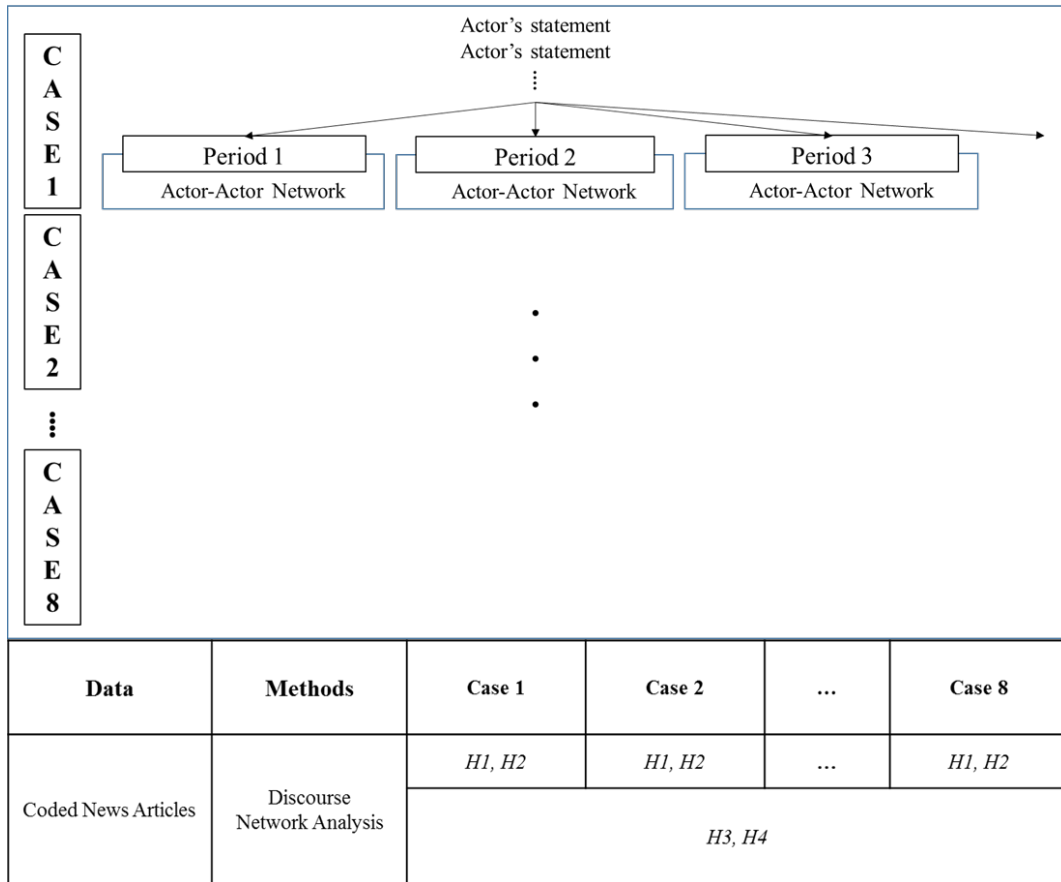 Actor’s statement
Actor’s statement
⋮
C
A
S
E
1
Period 1
Period 2
Period 3
Actor-Actor Network
Actor-Actor Network
Actor-Actor Network
C
A
S
E
2
⋮
C
A
S
E
8
Data
Methods
Case 1
Case 2
...
Case 8
H1, H2
H1, H2
...
H1, H2
Coded News Articles
Discourse
Network Analysis
H3, H4